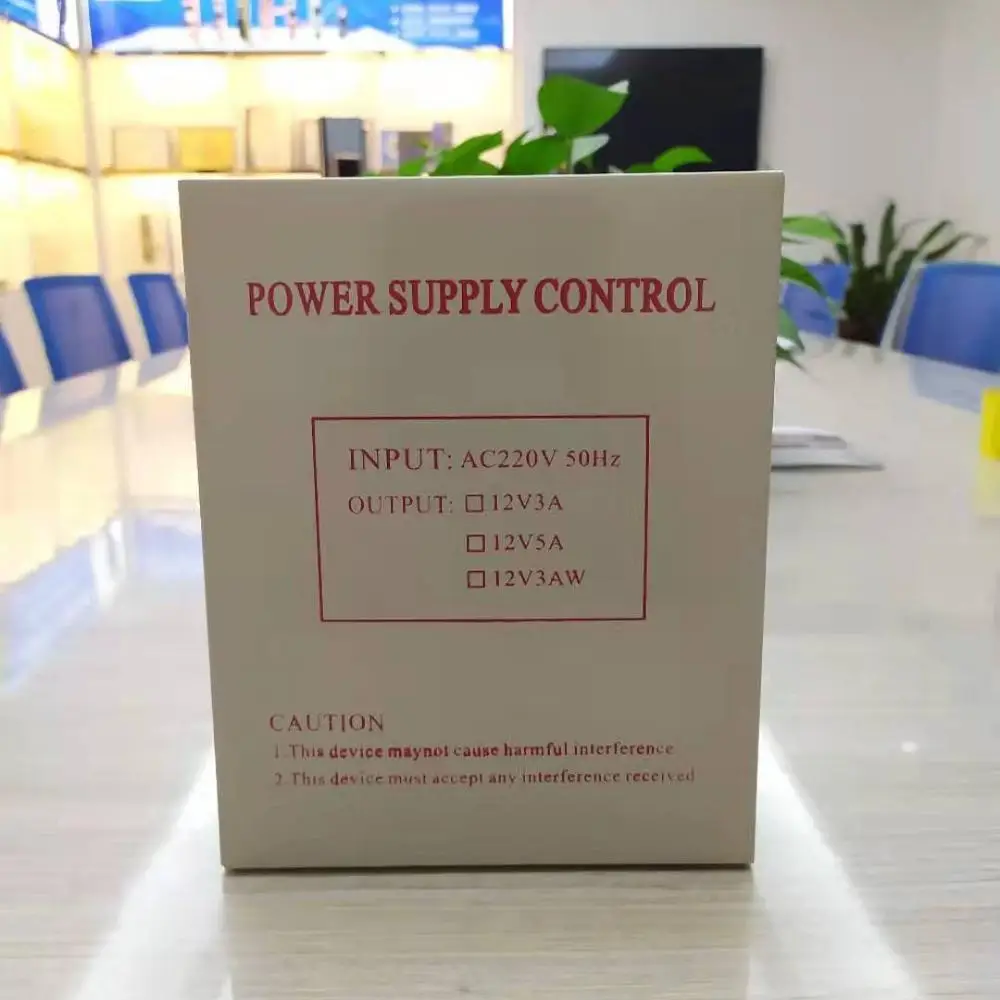 POWER SUPPLY CONTROL
INPUT: AC220V 50Hz
OUTPUT: □12V3A
□12V5A
□12V3AW
CAUTION
1.This device maynot cause harmful interference
2.This device must accept any interference received